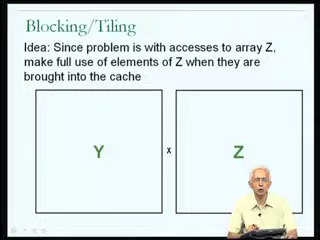 Blocking/Tiling
Idea: Since problem is with accesses to array Z,
make full use of elements of Z when they are
brought into the cache
Y x Z